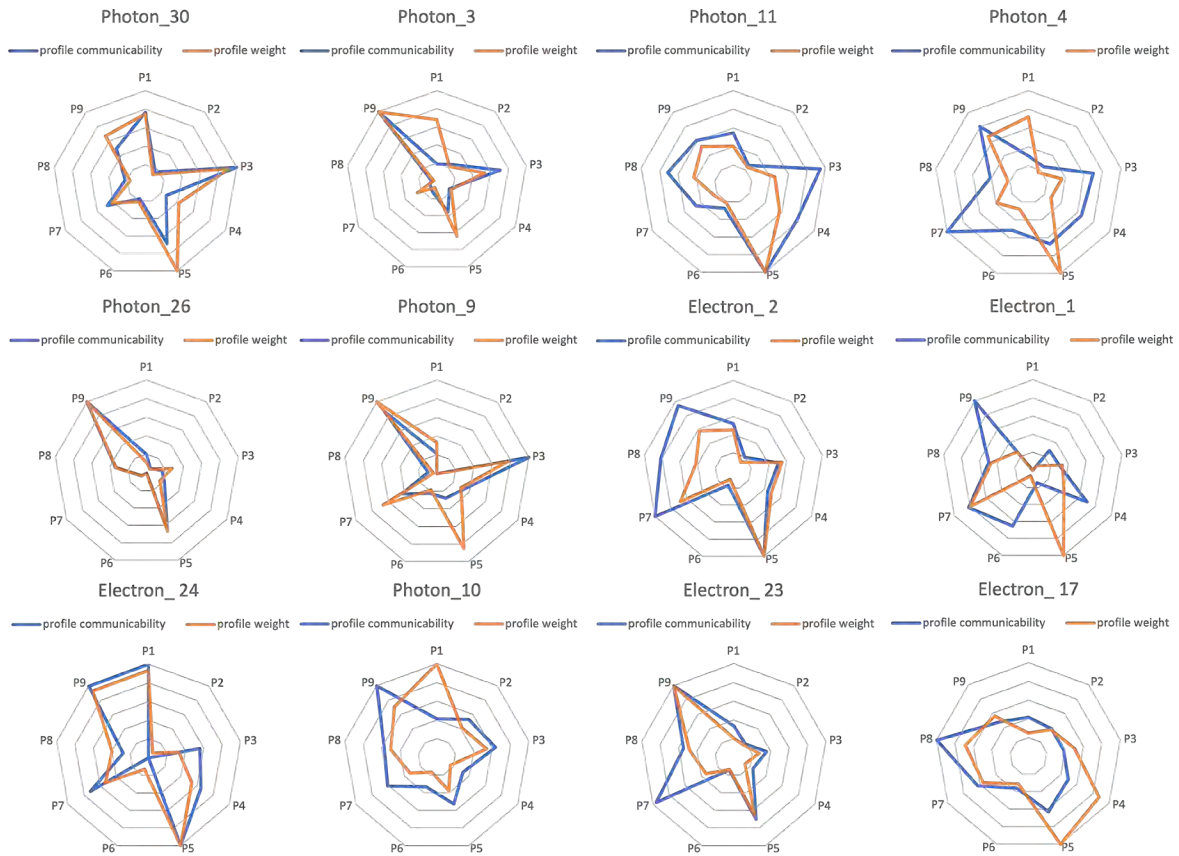 Photon_30 Photon_3 Photon_11 Photon_4
profile communicability profile weight profile communicability profile weight profile communicability profile weight profile communicability profile weight
P1 P1 P1 P1
P9 P2 P9 P2 P9 P2 P9 P2
P8 P3 P8 P3 P8 P3 P8 P3
P7 P4 P7 P4 P7 P4 P7 P4
P6 P5 P6 P5 P6 P5 P6 P5
Photon_26 Photon_9 Electron_ 2 Electron_1
profile communicability profile weight profile communicability profile weight profile communicability profile weight profile communicability profile weight
P1 P1 P1 P1
P9 P2 P9 P2 P9 P2 P9 P2
P8 P3 P8 P3 P8 P3 P8 P3
P7 P4 P7 P4 P7 P4 P7 P4
P6 P5 P6 P5 P6 P5 P6 P5
Electron_ 24 Photon_10 Electron_ 23 Electron_ 17
profile communicability profile weight profile communicability profile weight profile communicability profile weight profile communicability profile weight
P1 P1 P1 P1
P9 P2 P9 P2 P9 P2 P9 P2
P8 P3 P8 P3 P8 P3 P8 P3
P7 P4 P7 P4 P7 P4 P7 P4
P6 P5 P6 P5 P6 P5 P6 P5